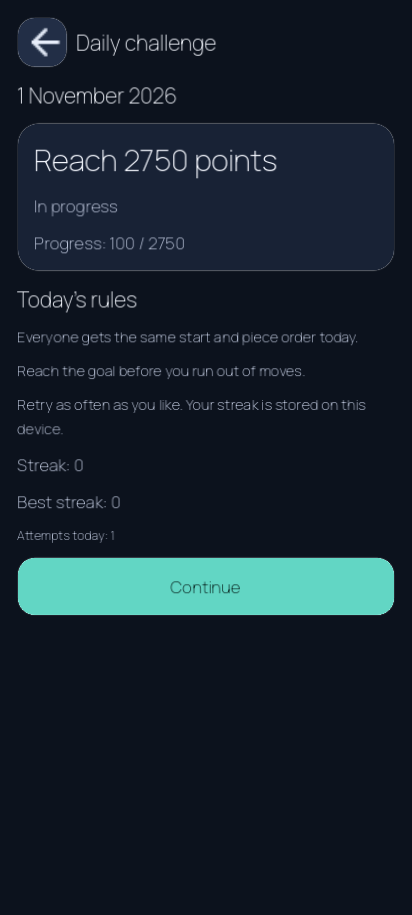 Daily challenge
1 November 2026
Reach 2750 points
In progress
Progress: 100 / 2750
Today's rules
Everyone gets the same start and piece order today.
Reach the goal before you run out of moves.
Retry as often as you like. Your streak is stored on this
device.
Streak: 0
Best streak: 0
Attempts today: 1
Continue